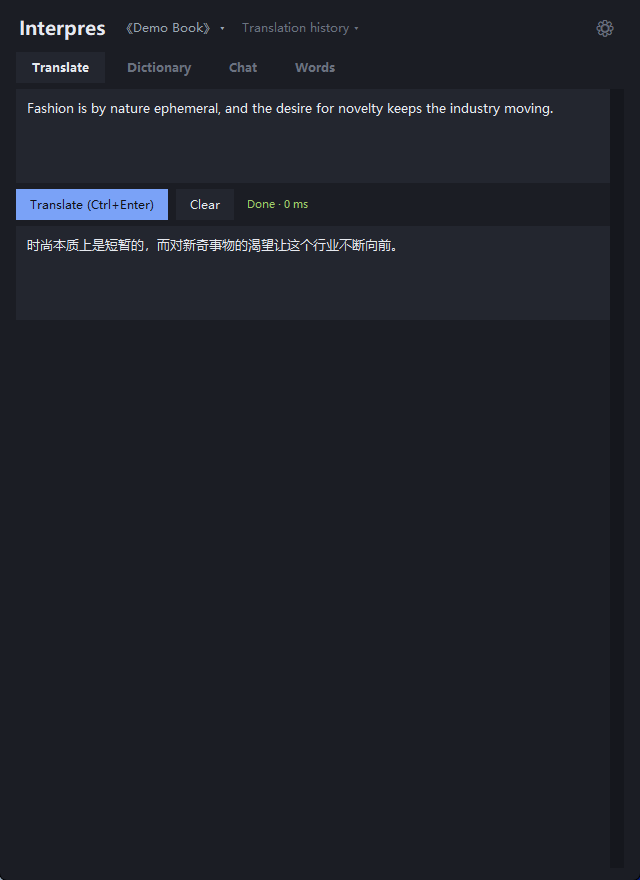 Interpres 《Demo Book》 Translation history
Translate Dictionary Chat Words
Fashion is by nature ephemeral, and the desire for novelty keeps the industry moving.
Translate (Ctrl+Enter) Clear Done · 0 ms
时尚本质上是短暂的，而对新奇事物的渴望让这个行业不断向前。